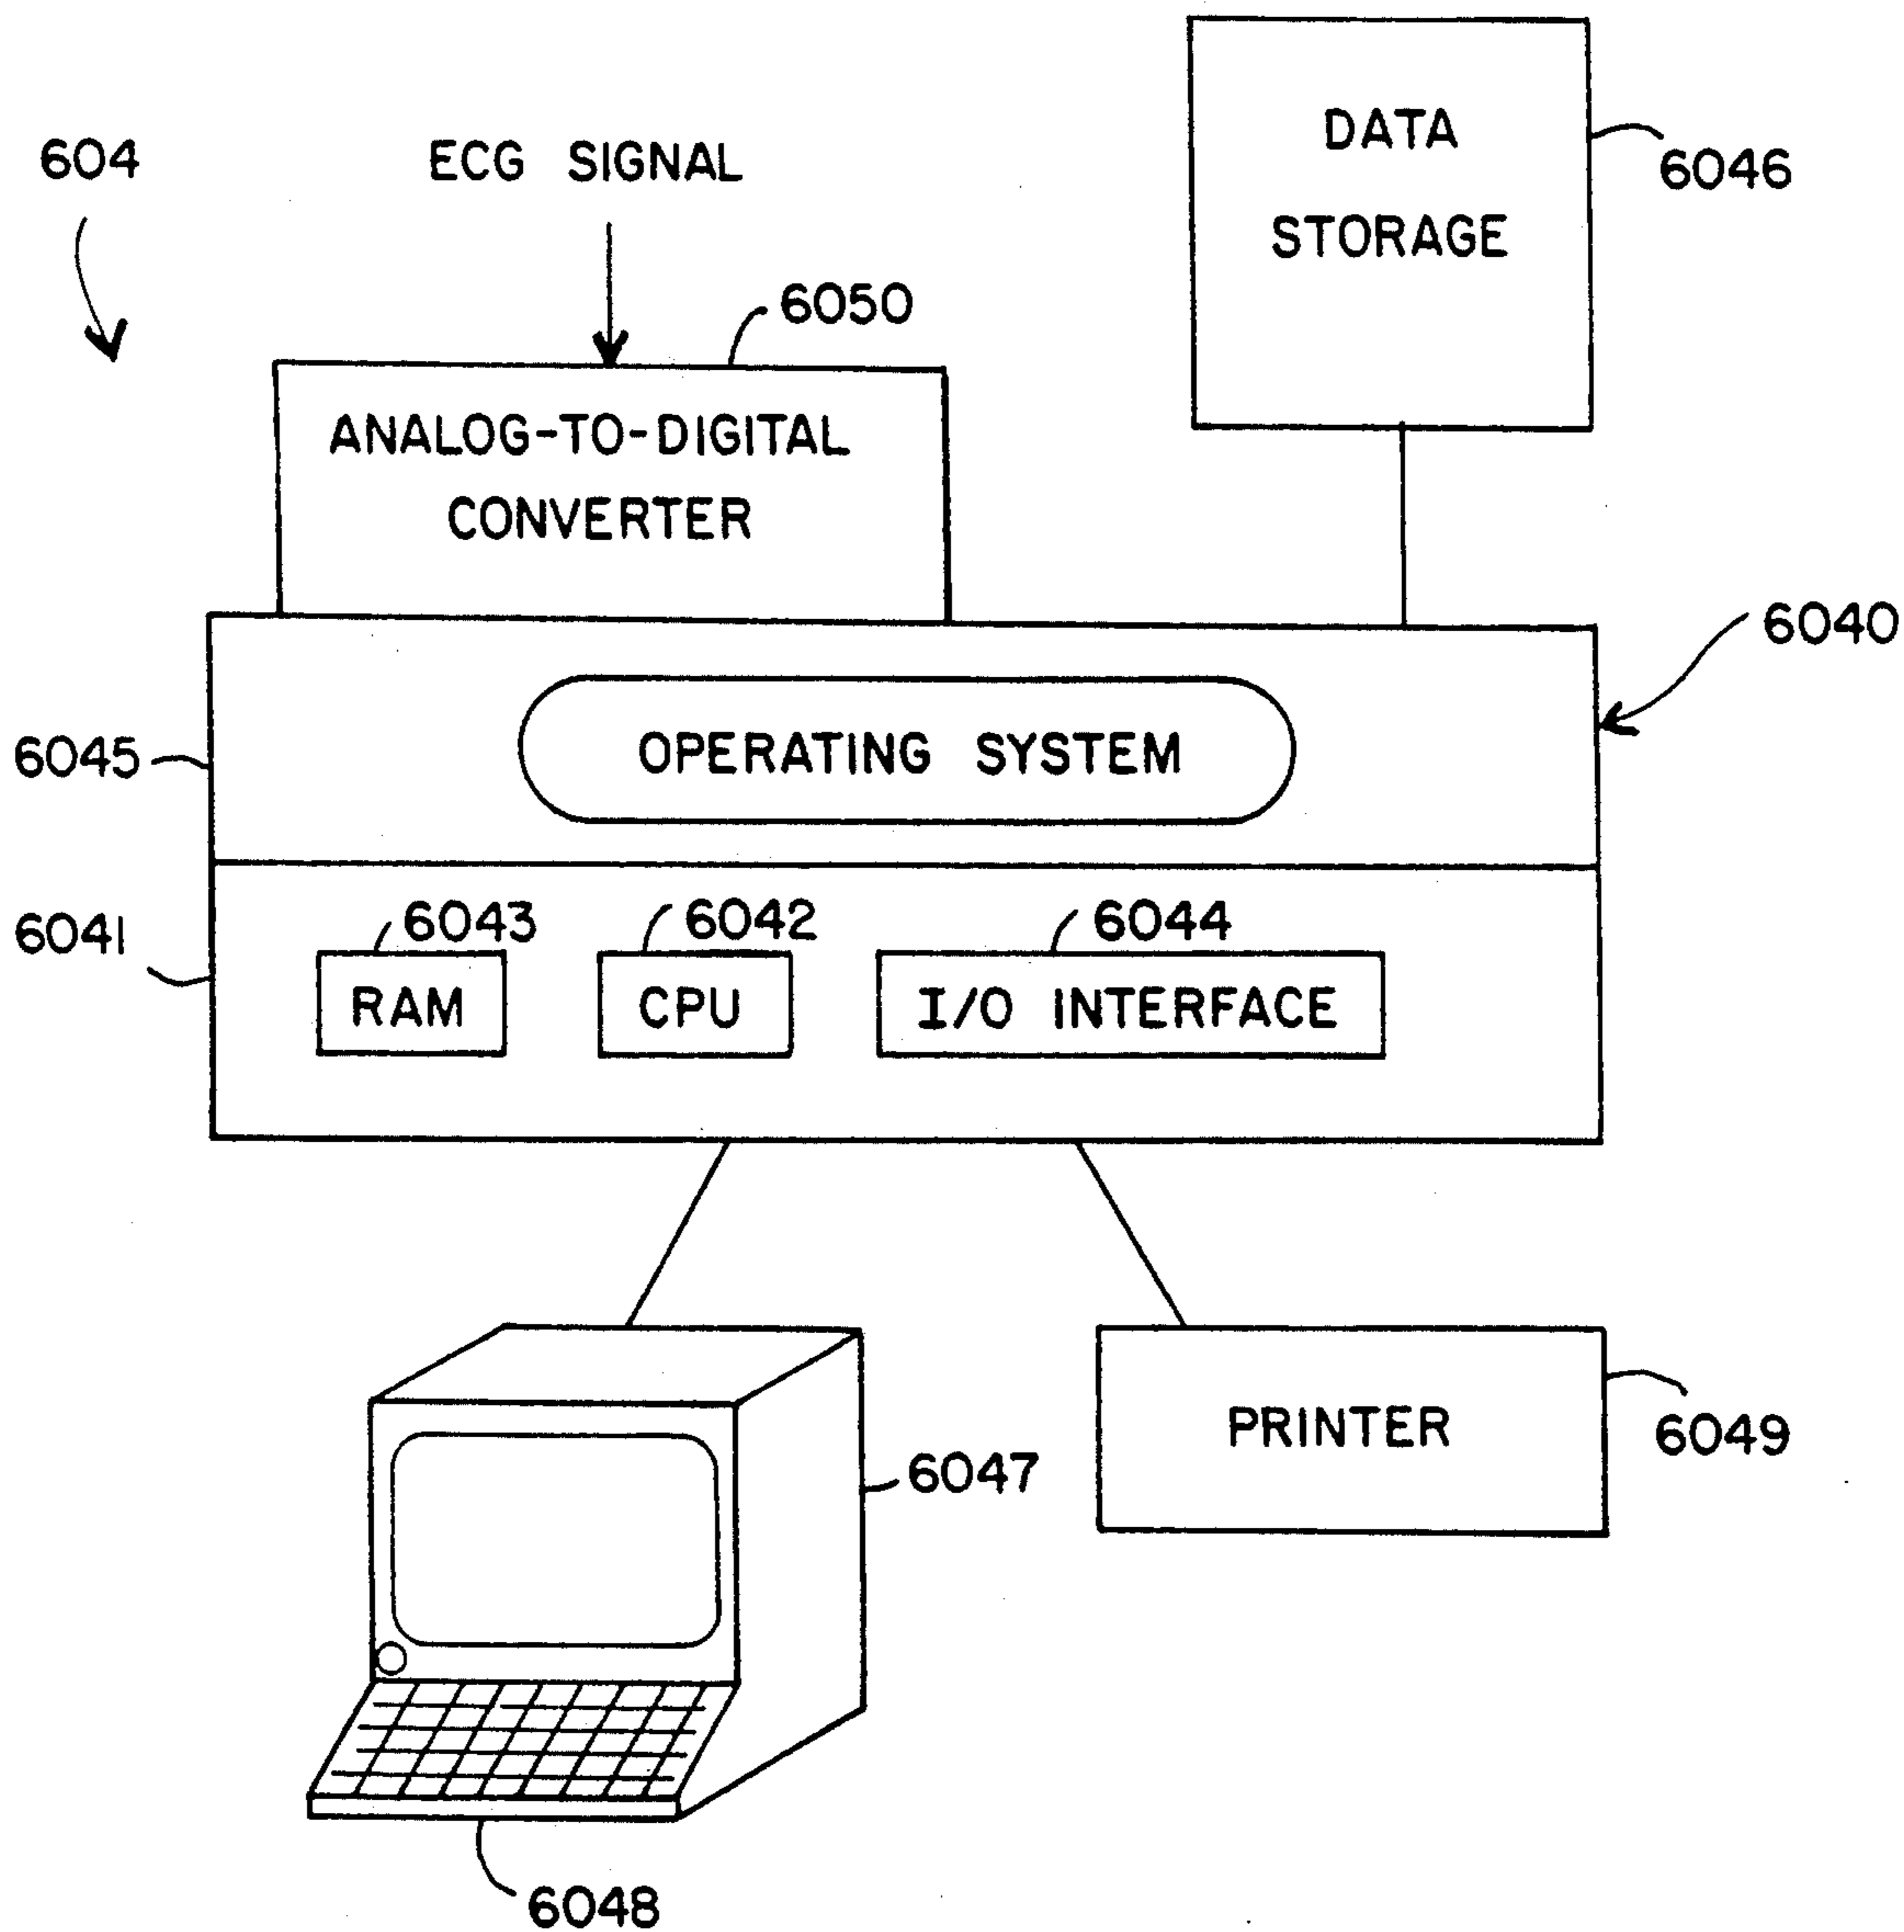 604
ECG SIGNAL
DATA
STORAGE
6046
6050
ANALOG-TO-DIGITAL
CONVERTER
6040
OPERATING SYSTEM
6045
6041
6043
6042
6044
RAM
CPU
I/O INTERFACE
6047
PRINTER
6049
6048